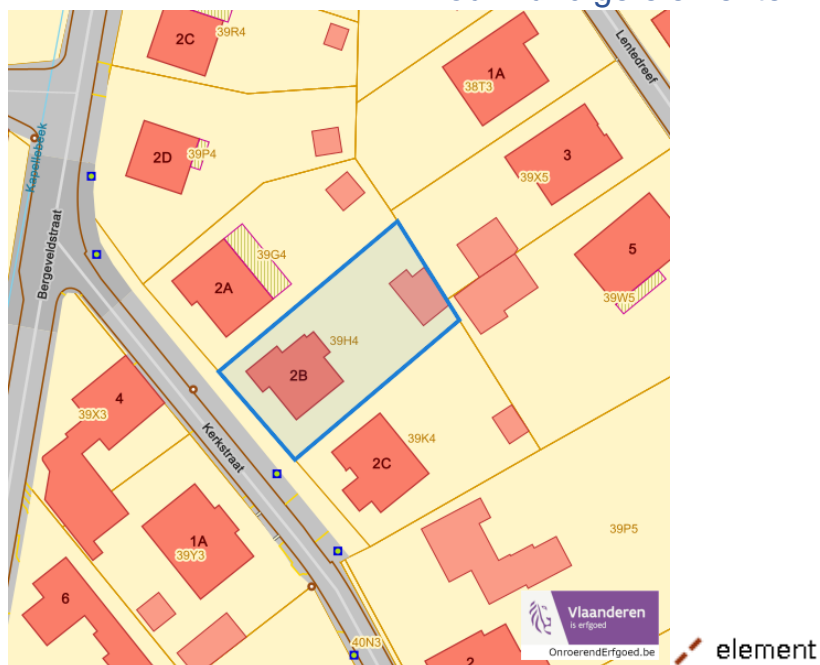 2C
39R4
Lentedreef
1A
38T3
Kapellebeek
2D
39P4
3
39X5
Bergeveldstraat
39G4
2A
5
39W5
39H4
2B
4
39X3
Kerkstraat
39K4
2C
39P5
1A
39Y3
6
Vlaanderen
is erfgoed
OnroerendErfgoed.be
40N3
2
element